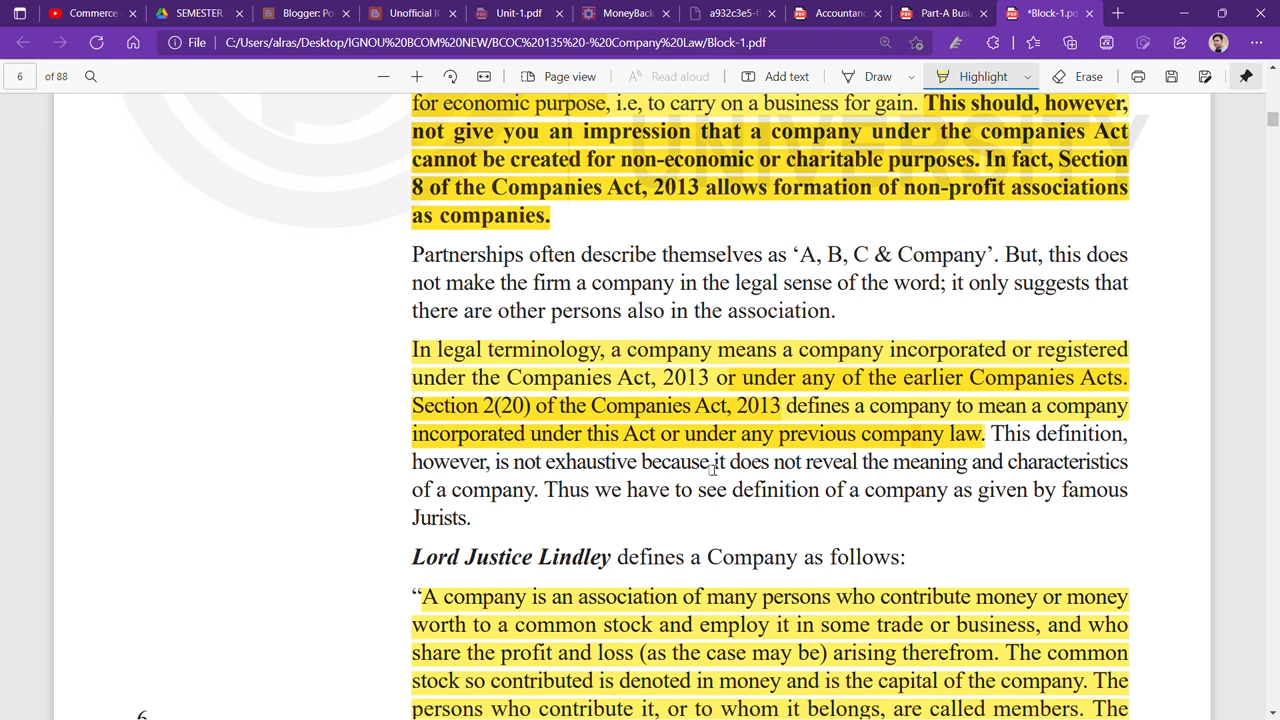 Commerce
SEMESTER -
Blogger Po
Unofficial IG
Unit-1.pdf
MoneyBack
a932c3e5-f
Accountan
Part-A Busi
*Block-1.pd
File
C:/Users/alras/Desktop/IGNOU%20BCOM%20NEW/BCOC%20135%20-%20Company%20Law/Block-1.pdf
6 of 88
Page view
Read aloud
Add text
Draw
Highlight
Erase
UNIVERSITY
for economic purpose, i.e, to carry on a business for gain. This should, however,
not give you an impression that a company under the companies Act
cannot be created for non-economic or charitable purposes. In fact, Section
8 of the Companies Act, 2013 allows formation of non-profit associations
as companies.
Partnerships often describe themselves as ‘A, B, C & Company’. But, this does
not make the firm a company in the legal sense of the word; it only suggests that
there are other persons also in the association.
In legal terminology, a company means a company incorporated or registered
under the Companies Act, 2013 or under any of the earlier Companies Acts.
Section 2(20) of the Companies Act, 2013 defines a company to mean a company
incorporated under this Act or under any previous company law. This definition,
however, is not exhaustive because it does not reveal the meaning and characteristics
of a company. Thus we have to see definition of a company as given by famous
Jurists.
Lord Justice Lindley defines a Company as follows:
“A company is an association of many persons who contribute money or money
worth to a common stock and employ it in some trade or business, and who
share the profit and loss (as the case may be) arising therefrom. The common
stock so contributed is denoted in money and is the capital of the company. The
persons who contribute it, or to whom it belongs, are called members. The
6